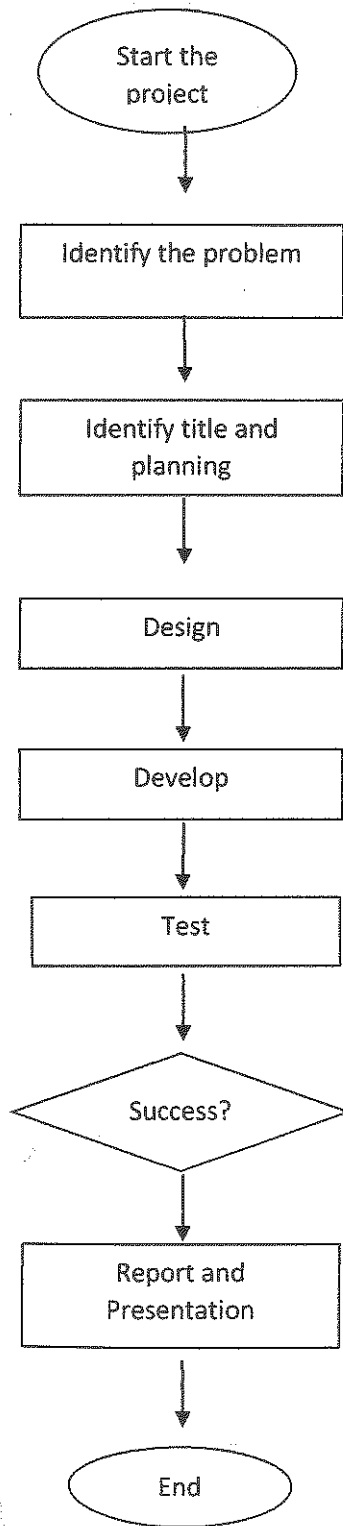 Start the
project
Identify the problem
Identify title and
planning
Design
Develop
Test
Success?
Report and
Presentation
End